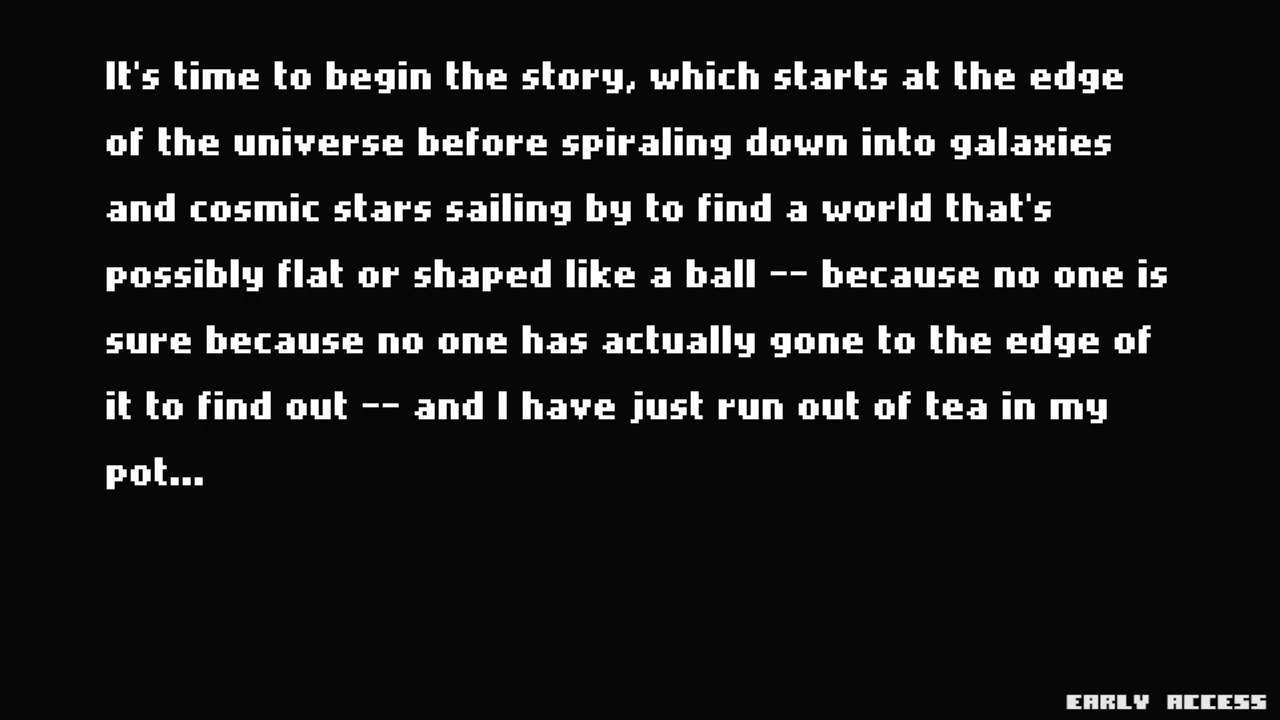 It's time to begin the story, which starts at the edge
of the universe before spiraling down into galaxies
and cosmic stars sailing by to find a world that's
possibly flat or shaped like a ball -- because no one is
sure because no one has actually gone to the edge of
it to find out -- and I have just run out of tea in my
pot...
EARLY ACCESS